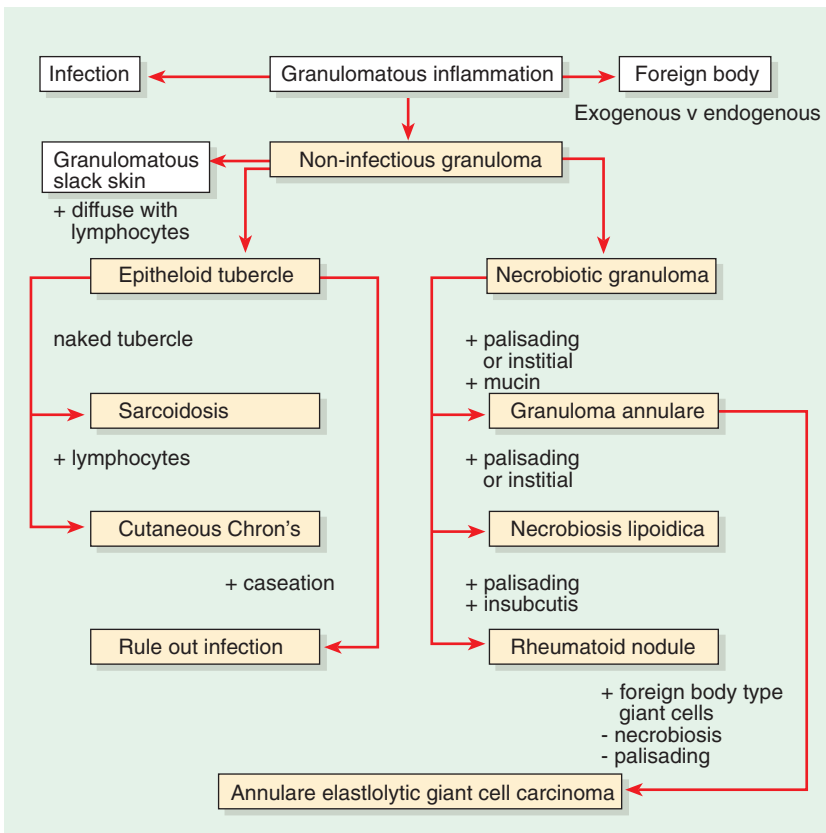 Infection
Granulomatous inflammation
Foreign body
Exogenous v endogenous
Granulomatous
slack skin
Non-infectious granuloma
+ diffuse with
lymphocytes
Epitheloid tubercle
Necrobiotic granuloma
naked tubercle
+ palisading
or institial
+ mucin
Sarcoidosis
Granuloma annulare
+ lymphocytes
+ palisading
or institial
Cutaneous Chron's
Necrobiosis lipoidica
+ caseation
+ palisading
+ insubcutis
Rule out infection
Rheumatoid nodule
+ foreign body type
giant cells
- necrobiosis
- palisading
Annulare elastlolytic giant cell carcinoma